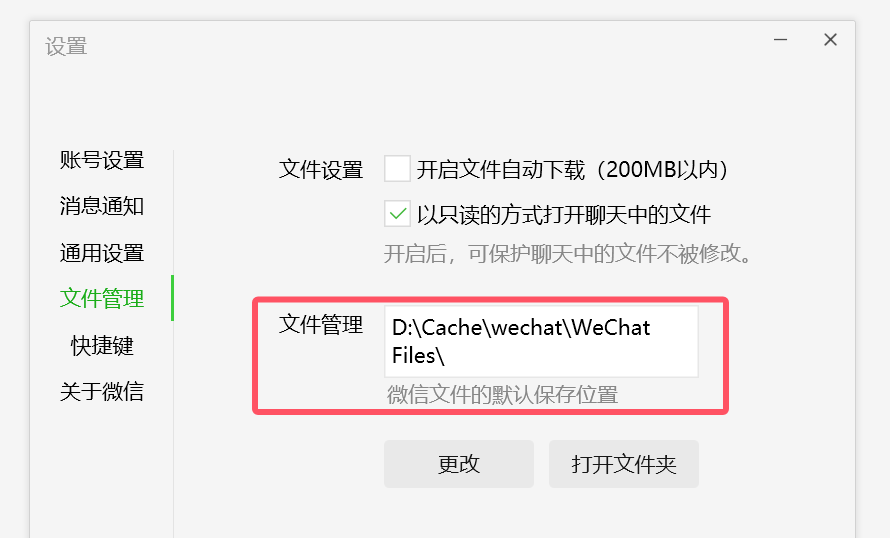 设置
账号设置
消息通知
通用设置
文件管理
快捷键
关于微信
文件设置
开启文件自动下载（200MB以内）
以只读的方式打开聊天中的文件
开启后，可保护聊天中的文件不被修改。
文件管理
D:\Cache\wechat\WeChat
Files\
微信文件的默认保存位置
更改
打开文件夹